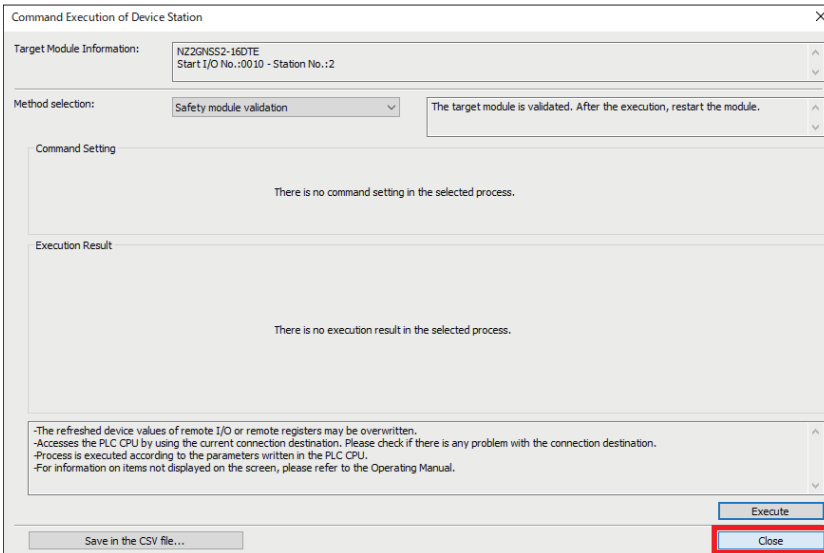 Command Execution of Device Station
Target Module Information:
NZ2GNSS2-16DTE
Start I/O No.:0010 - Station No.:2
Method selection:
Safety module validation
The target module is validated. After the execution, restart the module.
Command Setting
There is no command setting in the selected process.
Execution Result
There is no execution result in the selected process.
-The refreshed device values of remote I/O or remote registers may be overwritten.
-Accesses the PLC CPU by using the current connection destination. Please check if there is any problem with the connection destination.
-Process is executed according to the parameters written in the PLC CPU.
-For information on items not displayed on the screen, please refer to the Operating Manual.
Execute
Save in the CSV file...
Close